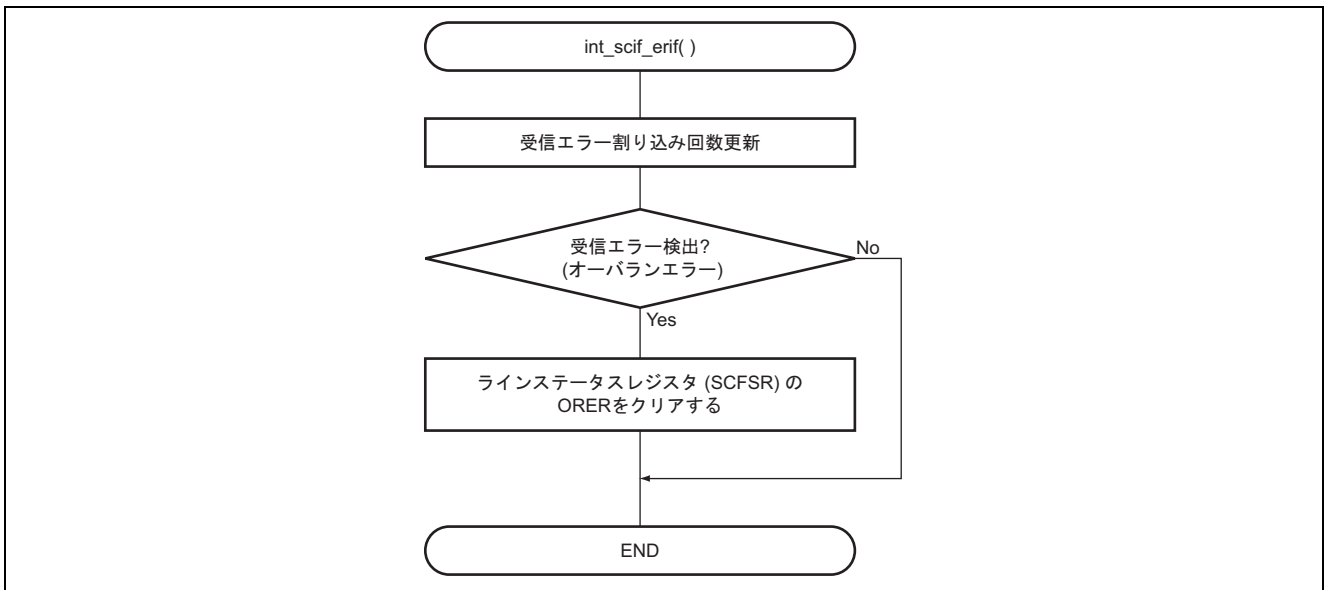 int_scif_erif( )
受信エラー割り込み回数更新
受信エラー検出?
(オーバランエラー)
No
Yes
ラインステータスレジスタ (SCFSR) の
ORERをクリアする
END